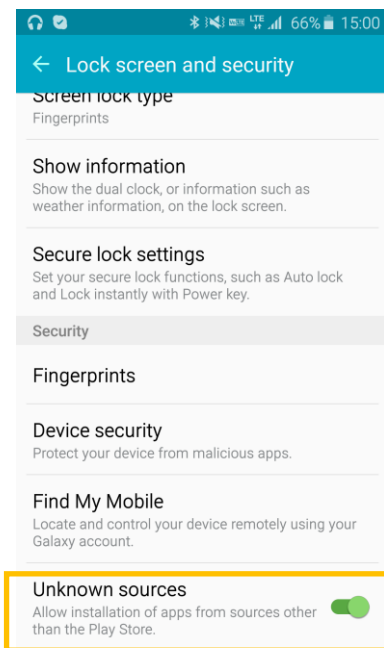 LTE 66% 15:00
Lock screen and security
Screen lock type
Fingerprints
Show information
Show the dual clock, or information such as
weather information, on the lock screen.
Secure lock settings
Set your secure lock functions, such as Auto lock
and Lock instantly with Power key.
Security
Fingerprints
Device security
Protect your device from malicious apps.
Find My Mobile
Locate and control your device remotely using your
Galaxy account.
Unknown sources
Allow installation of apps from sources other
than the Play Store.